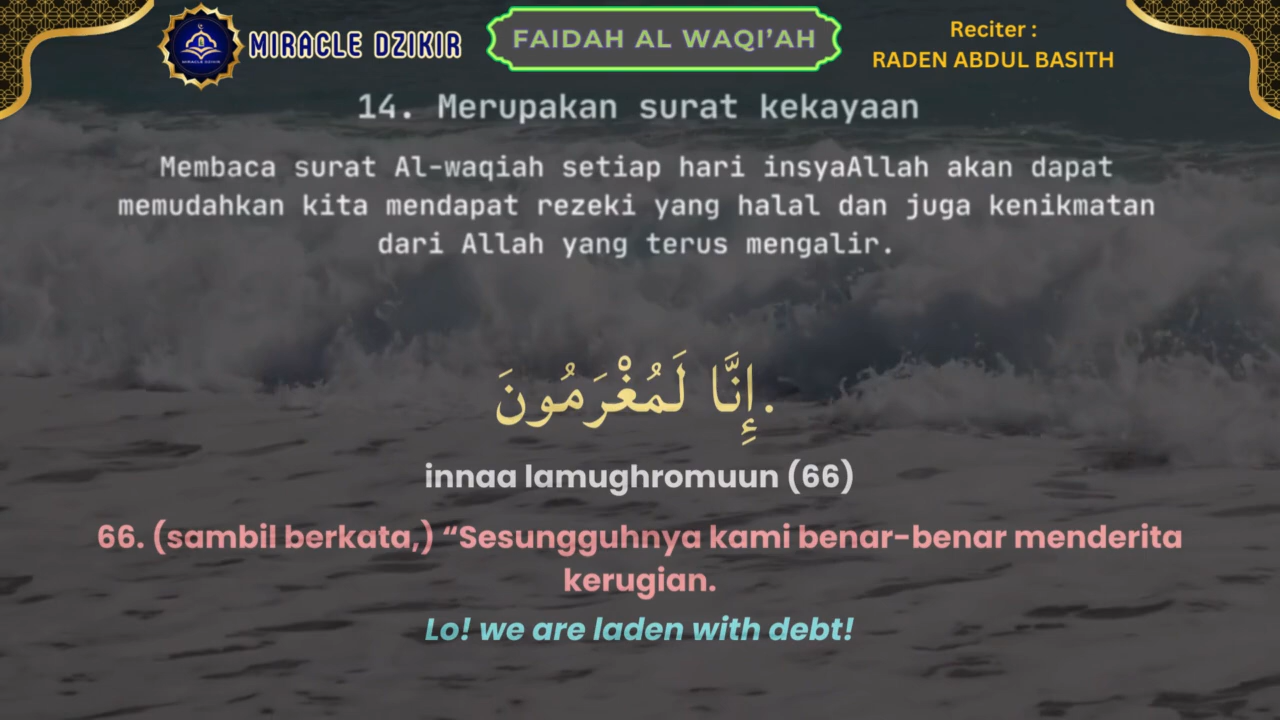 MIRACLE DZIKIR
FAIDAH AL WAQI’AH
Reciter :
RADEN ABDUL BASITH
14. Merupakan surat kekayaan
Membaca surat Al-waqiah setiap hari insyaAllah akan dapat
memudahkan kita mendapat rezeki yang halal dan juga kenikmatan
dari Allah yang terus mengalir.
إِنَّا لَمُغْرَمُونَ.
innaa lamughromuun (66)
66. (sambil berkata,) “Sesungguhnya kami benar-benar menderita
kerugian.
Lo! we are laden with debt!